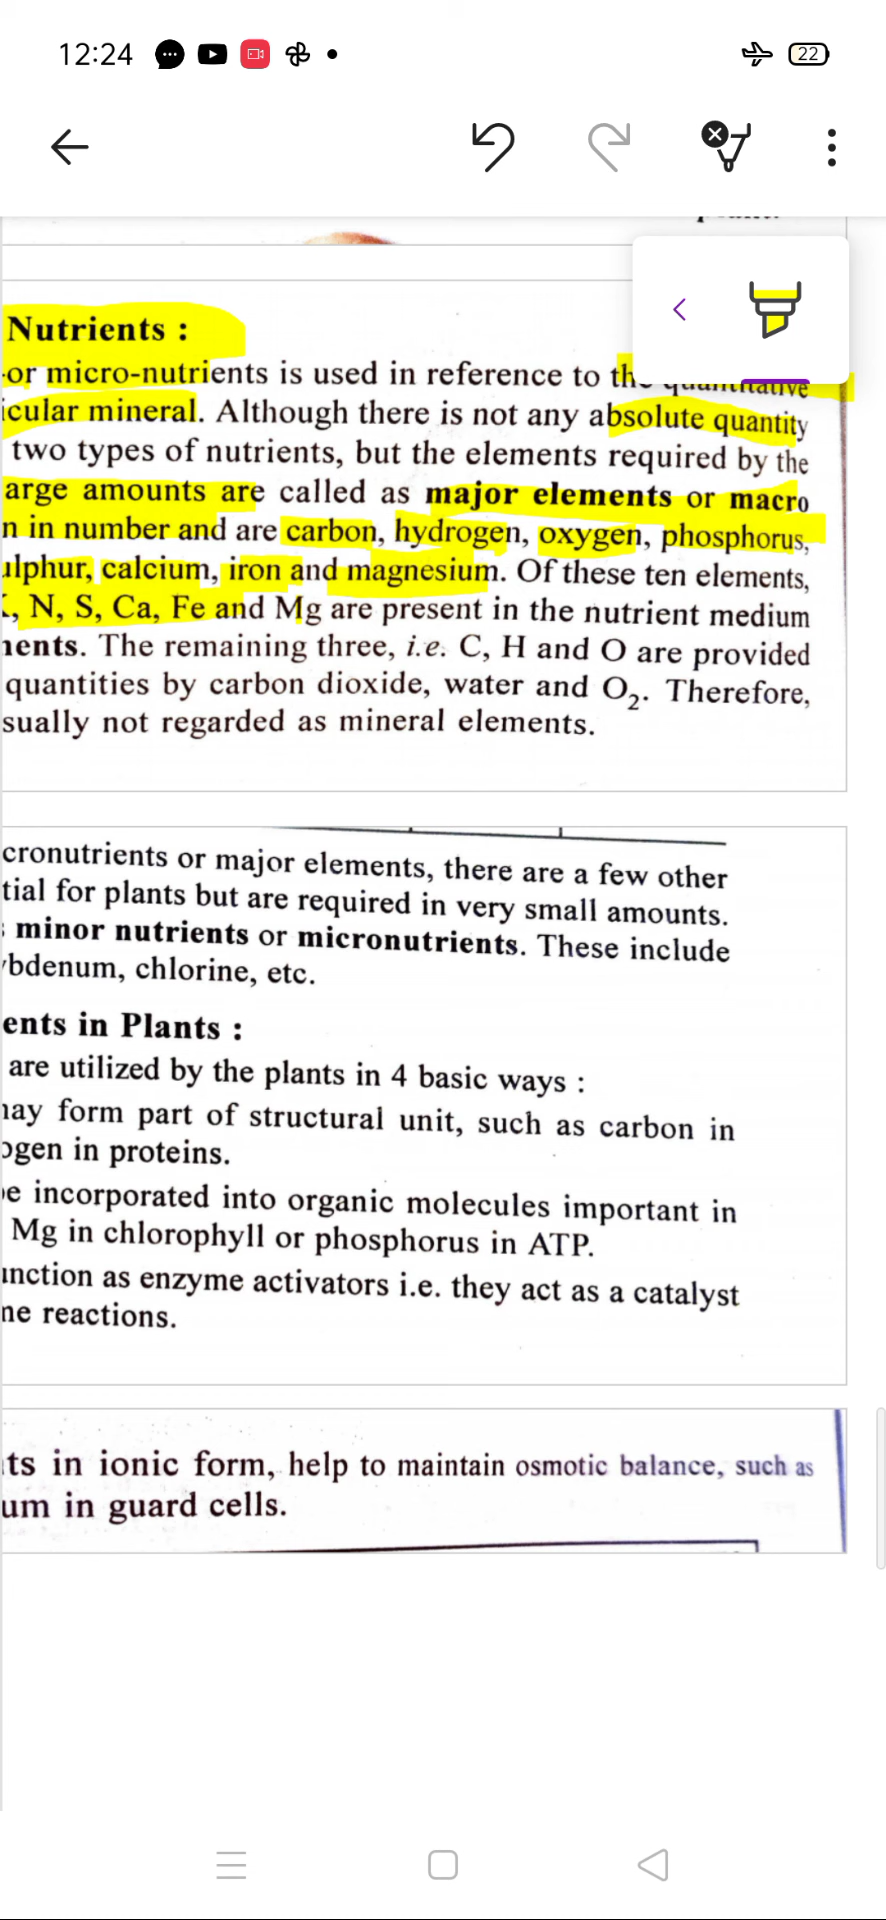 12:24
22
Nutrients :
or micro-nutrients is used in reference to quantitative
mineral. Although there is not any absolute quantity
two types of nutrients, but the elements required by the
arge amounts are called as major elements or macro
n in number and are carbon, hydrogen, oxygen, phosphorus,
calcium, iron and magnesium. Of these ten elements,
, N, S, Ca, Fe and Mg are present in the nutrient medium
ents. The remaining three, i.e. C, H and O are provided
quantities by carbon dioxide, water and O₂. Therefore,
sually not regarded as mineral elements.
cronutrients or major elements, there are a few other
tial for plants but are required in very small amounts.
minor nutrients or micronutrients. These include
bdenum, chlorine, etc.
ents in Plants :
are utilized by the plants in 4 basic ways :
may form part of structural unit, such as carbon in
ogen in proteins.
e incorporated into organic molecules important in
Mg in chlorophyll or phosphorus in ATP.
unction as enzyme activators i.e. they act as a catalyst
ne reactions.
ts in ionic form, help to maintain osmotic balance, such as
um in guard cells.